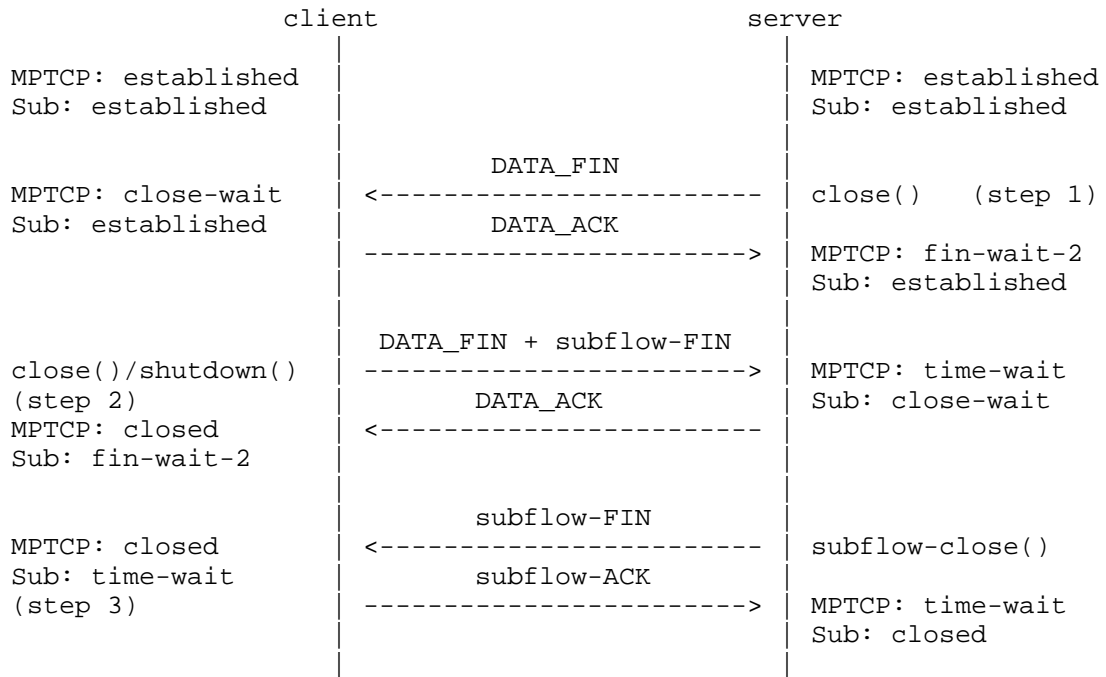 client                          server
MPTCP: established                                MPTCP: established
Sub: established                                  Sub: established
DATA_FIN
MPTCP: close-wait     | <------------------------ | close()   (step 1)
Sub: established      |         DATA_ACK          |
                      | ------------------------> | MPTCP: fin-wait-2
                                                  | Sub: established
DATA_FIN + subflow-FIN
close()/shutdown()    | ------------------------> | MPTCP: time-wait
(step 2)              |         DATA_ACK          | Sub: close-wait
MPTCP: closed         | <------------------------ |
Sub: fin-wait-2
subflow-FIN
MPTCP: closed         | <------------------------ | subflow-close()
Sub: time-wait        |       subflow-ACK         |
(step 3)              | ------------------------> | MPTCP: time-wait
                                                  | Sub: closed